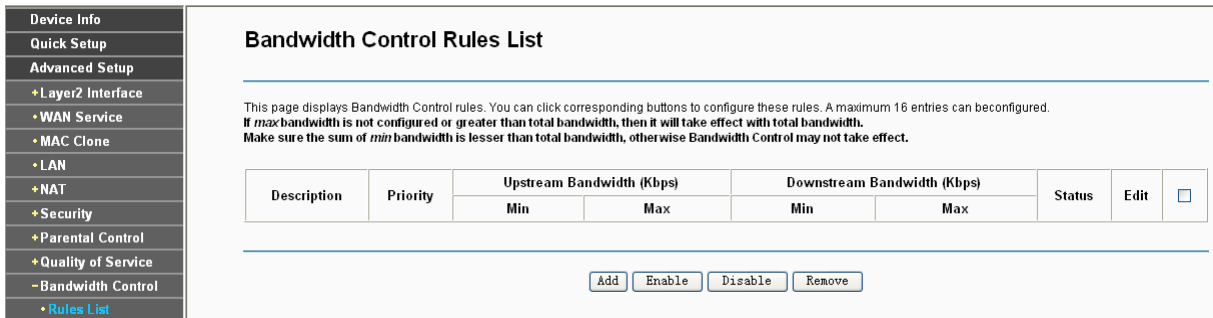 Device Info
Quick Setup
Advanced Setup
+Layer2 Interface
•WAN Service
•MAC Clone
•LAN
+NAT
+Security
+Parental Control
+Quality of Service
-Bandwidth Control
•Rules List
Bandwidth Control Rules List
This page displays Bandwidth Control rules. You can click corresponding buttons to configure these rules. A maximum 16 entries can beconfigured.
If max bandwidth is not configured or greater than total bandwidth, then it will take effect with total bandwidth.
Make sure the sum of min bandwidth is lesser than total bandwidth, otherwise Bandwidth Control may not take effect.
Description Priority Upstream Bandwidth (Kbps) Downstream Bandwidth (Kbps) Status Edit
Min Max Min Max
Add Enable Disable Remove